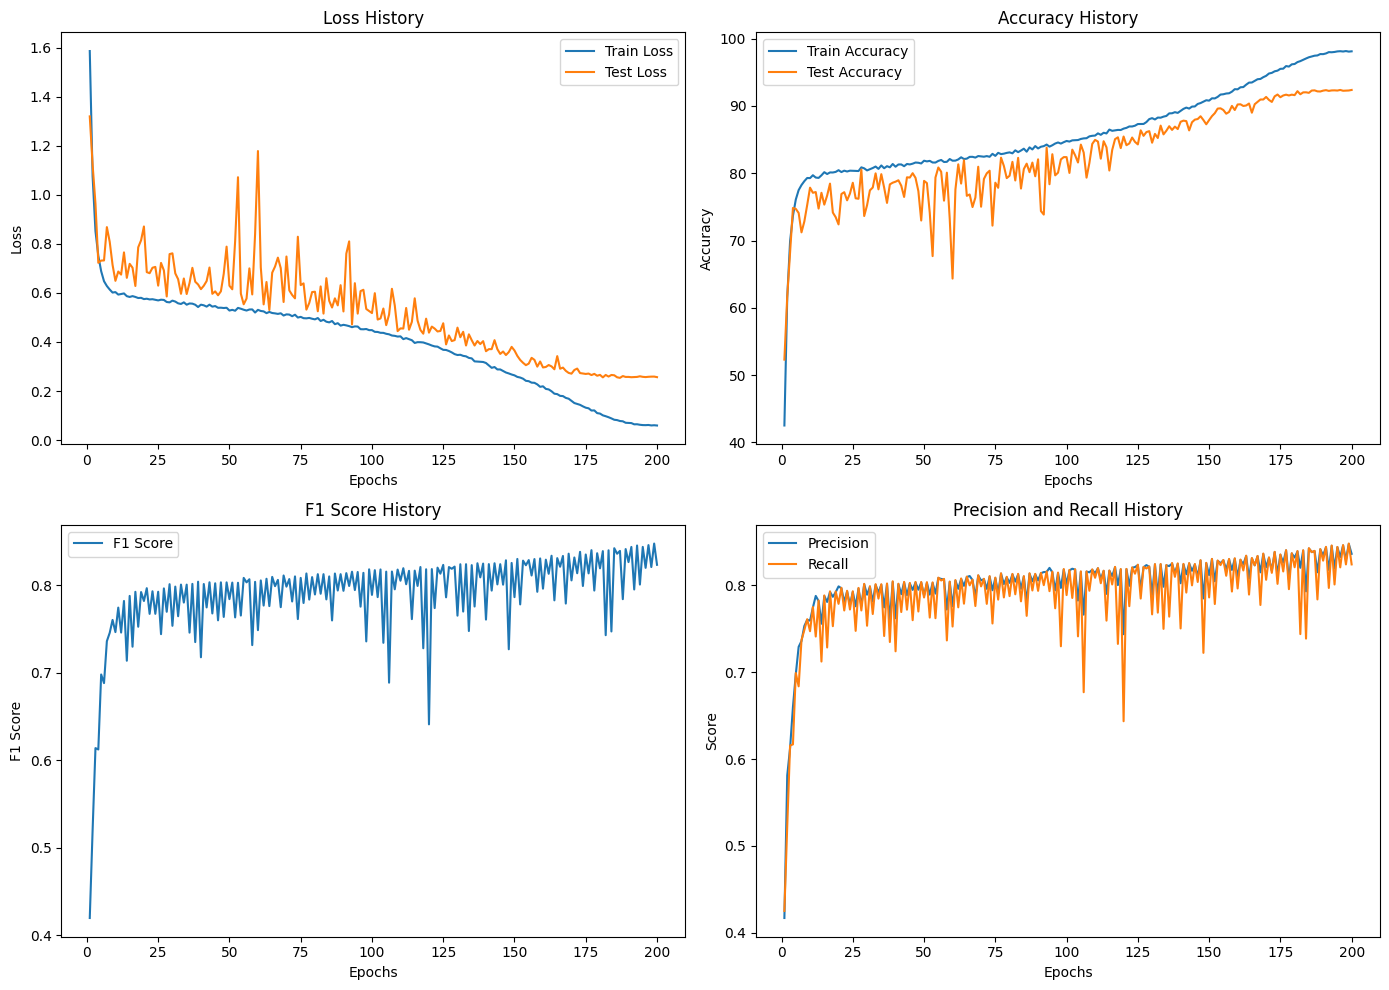 Loss History
Train Loss
Test Loss
Loss
1.6
1.4
1.2
1.0
0.8
0.6
0.4
0.2
0.0
0 25 50 75 100 125 150 175 200
Epochs
Accuracy History
Train Accuracy
Test Accuracy
Accuracy
100
90
80
70
60
50
40
0 25 50 75 100 125 150 175 200
Epochs
F1 Score History
F1 Score
F1 Score
0.8
0.7
0.6
0.5
0.4
0 25 50 75 100 125 150 175 200
Epochs
Precision and Recall History
Precision
Recall
Score
0.8
0.7
0.6
0.5
0.4
0 25 50 75 100 125 150 175 200
Epochs